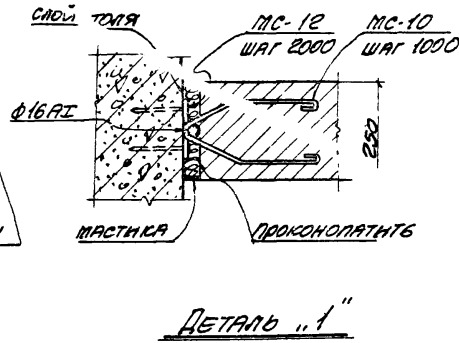 слой толя
МС-12
шаг 2000
МС-10
шаг 1000
ф16АI
250
мастика
проконопатить
Деталь „1"